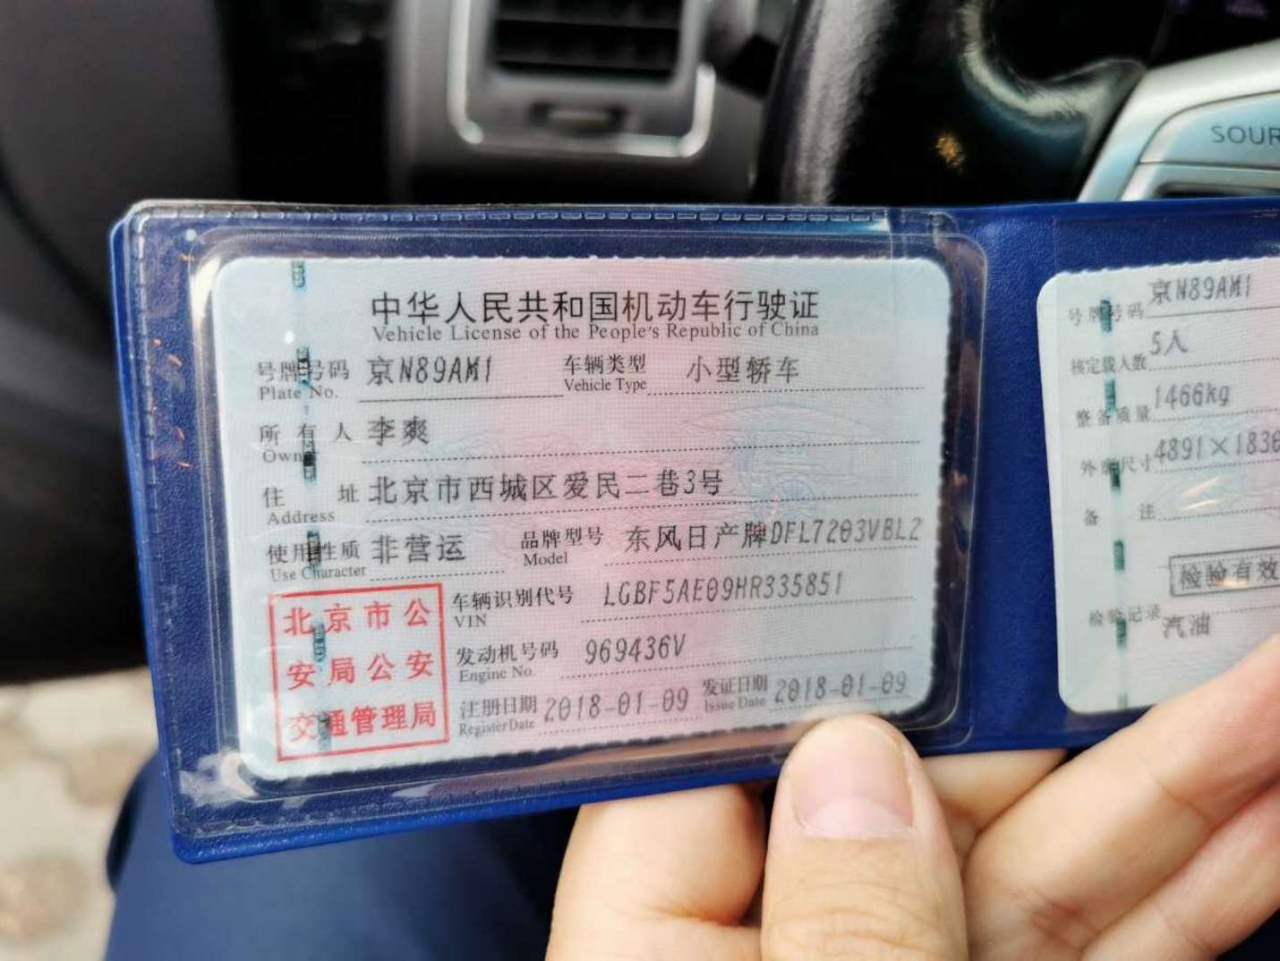 SOUR
中华人民共和国机动车行驶证
Vehicle License of the People's Republic of China
号牌号码 京N89AM1 车辆类型 小型轿车
Plate No. Vehicle Type
所有人 李爽
Owner
住址 北京市西城区爱民二巷3号
Address
使用性质 非营运 品牌型号 东风日产牌DFL7203VBL2
Use Character Model
北京市公
安局公安
交通管理局
车辆识别代号 LGBF5AE09HR335851
VIN
发动机号码 969436V
Engine No.
注册日期 2018-01-09 发证日期 2018-01-09
Register Date Issue Date
号牌号码 京N89AM1
核定载人数 5人
整备质量 1466kg
外廓尺寸 4891×1836
备注
检验有效
检验记录
汽油